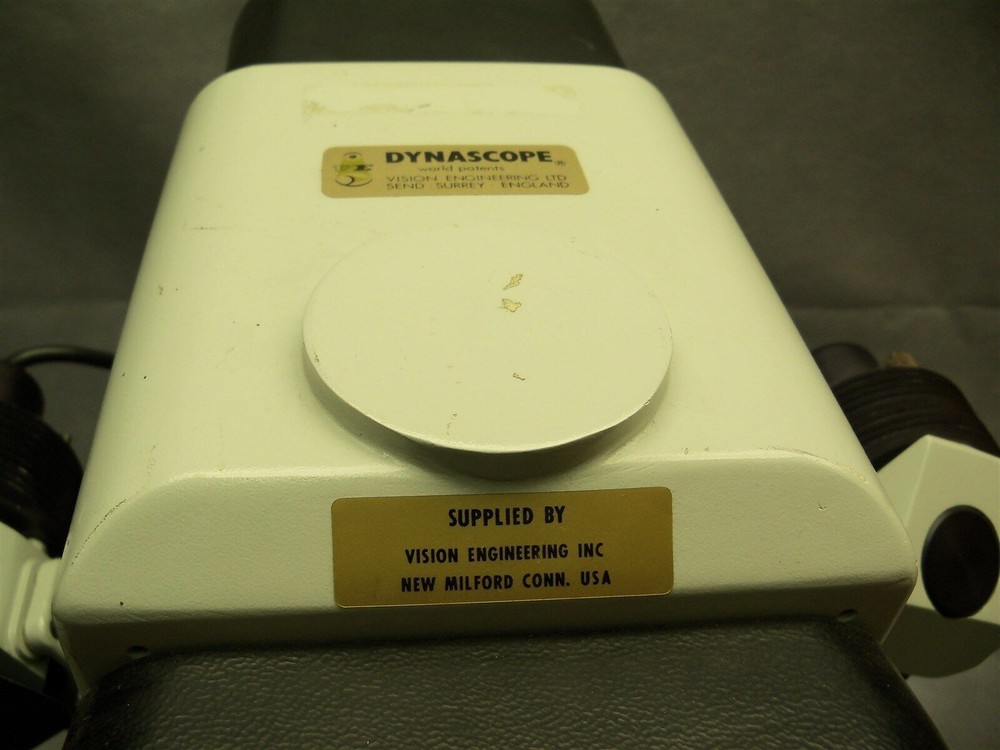 DYNASCOPE ®
world patents
VISION ENGINEERING LTD
SEND SURREY ENGLAND
SUPPLIED BY
VISION ENGINEERING INC
NEW MILFORD CONN. USA